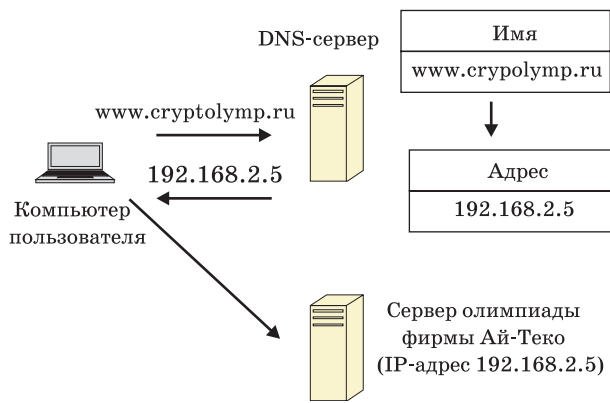 DNS-сервер
Имя
www.crypolymp.ru
www.cryptolymp.ru
192.168.2.5
Адрес
192.168.2.5
Компьютер
пользователя
Сервер олимпиады
фирмы Ай-Теко
(IP-адрес 192.168.2.5)